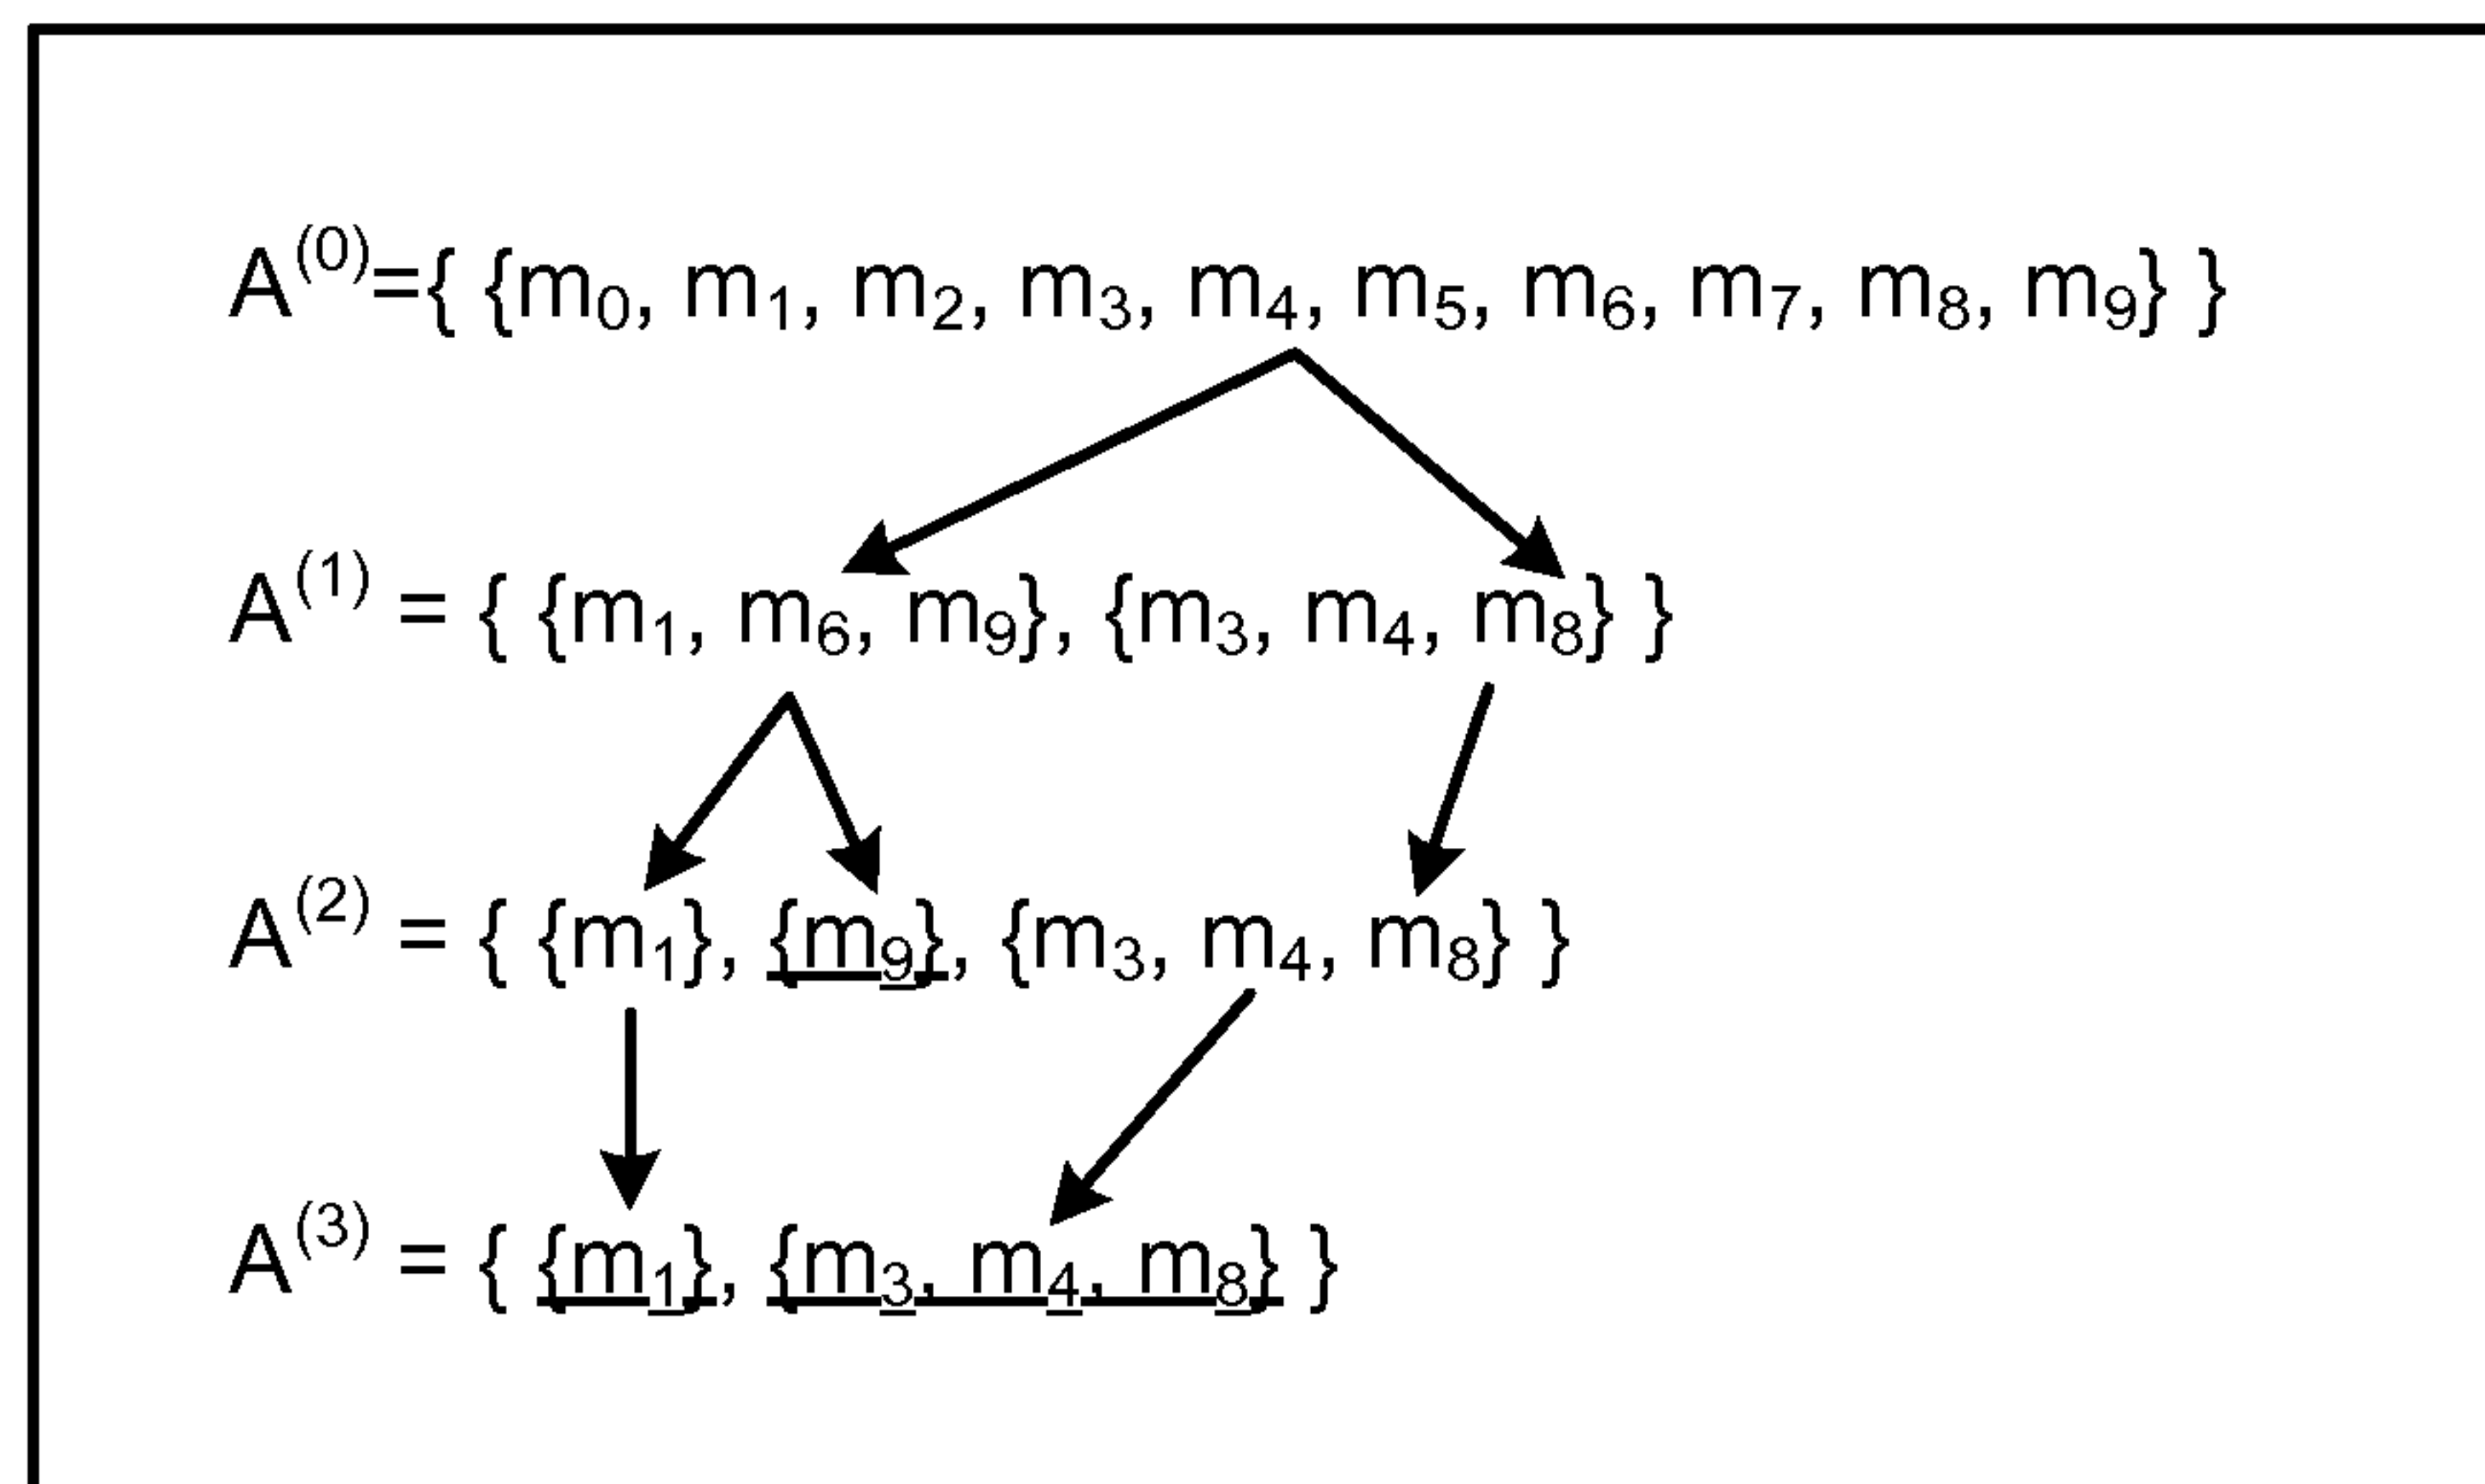 A⁽⁰⁾={ {m₀, m₁, m₂, m₃, m₄, m₅, m₆, m₇, m₈, m₉} }
A⁽¹⁾ = { {m₁, m₆, m₉}, {m₃, m₄, m₈} }
A⁽²⁾ = { {m₁}, {m₉}, {m₃, m₄, m₈} }
A⁽³⁾ = { {m₁}, {m₃, m₄, m₈} }